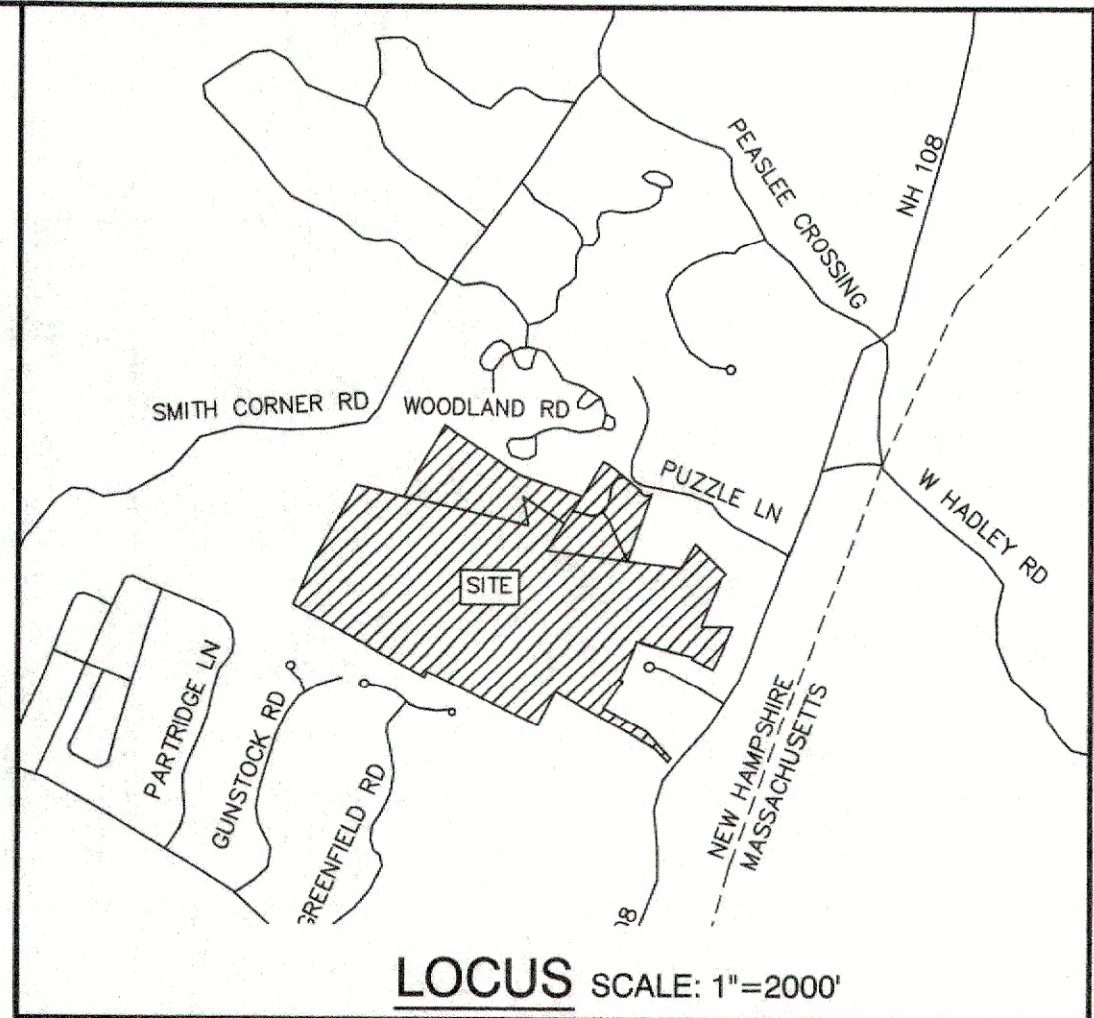 PEASLEE CROSSING
NH 108
SMITH CORNER RD
WOODLAND RD
PUZZLE LN
W HADLEY RD
SITE
PARTRIDGE LN
GUNSTOCK RD
GREENFIELD RD
NEW HAMPSHIRE
MASSACHUSETTS
08
LOCUS SCALE: 1"=2000'